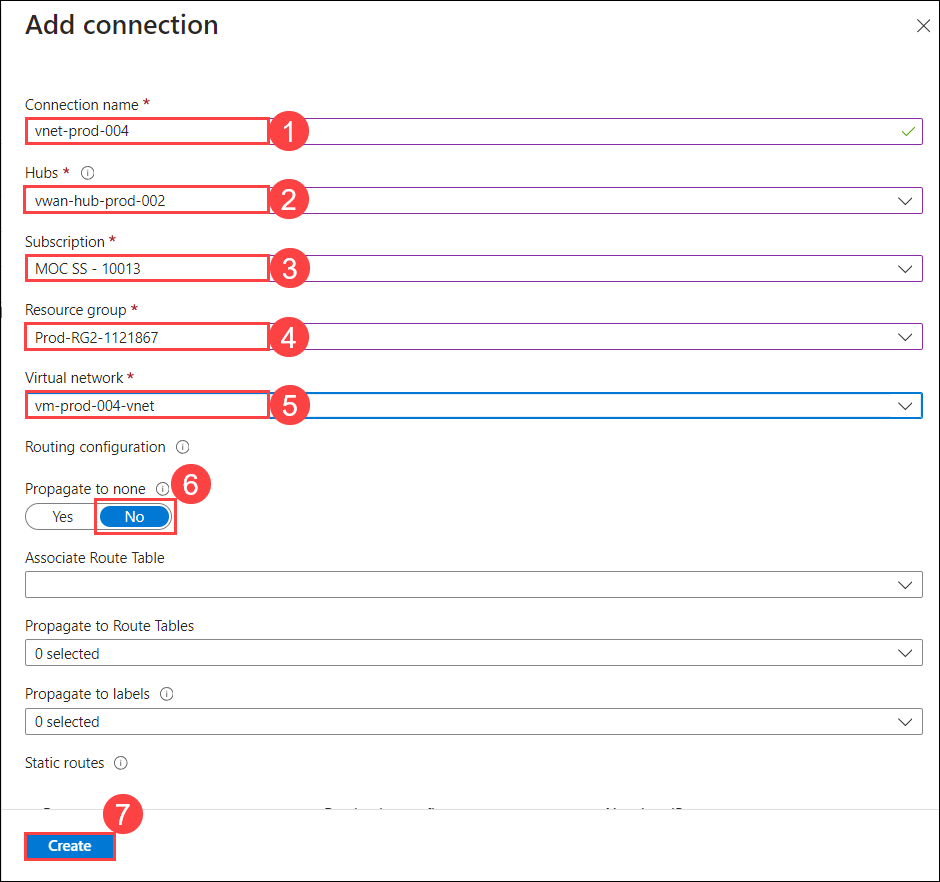 Add connection
Connection name *
vnet-prod-004
1
Hubs *
vwan-hub-prod-002
2
Subscription *
MOC SS - 10013
3
Resource group *
Prod-RG2-1121867
4
Virtual network *
vm-prod-004-vnet
5
Routing configuration
Propagate to none
6
Yes No
Associate Route Table
Propagate to Route Tables
0 selected
Propagate to labels
0 selected
Static routes
7
Create